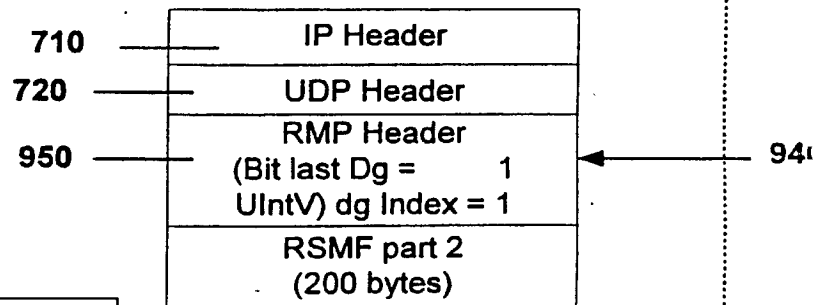 710 IP Header
720 UDP Header
RMP Header
950 (Bit last Dg = 1
UIntV) dg Index = 1
RSMF part 2
(200 bytes)